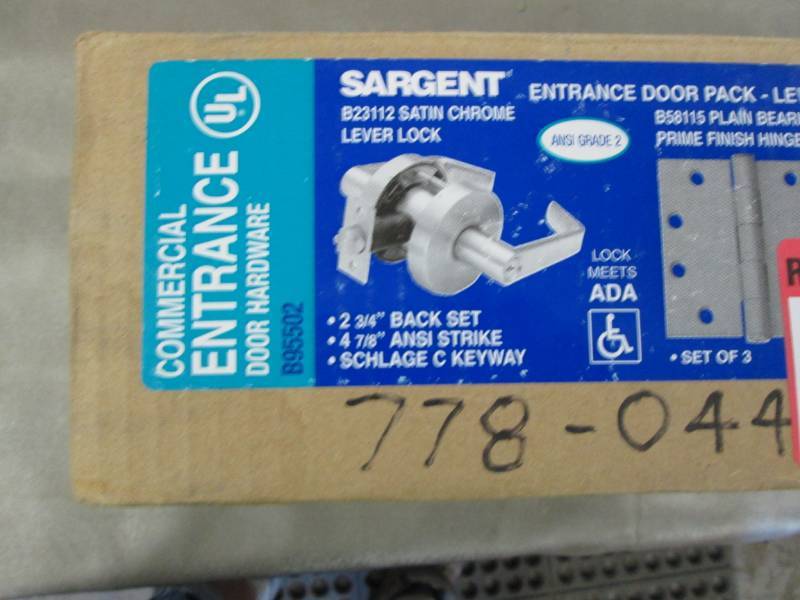 COMMERCIAL
ENTRANCE
DOOR HARDWARE
B95502
UL
SARGENT
B23112 SATIN CHROME
LEVER LOCK
ENTRANCE DOOR PACK - LE
ANSI GRADE 2
B58115 PLAIN BEARI
PRIME FINISH HINGE
LOCK
MEETS
ADA
• 2 3/4" BACK SET
• 4 7/8" ANSI STRIKE
• SCHLAGE C KEYWAY
• SET OF 3
R
778-044